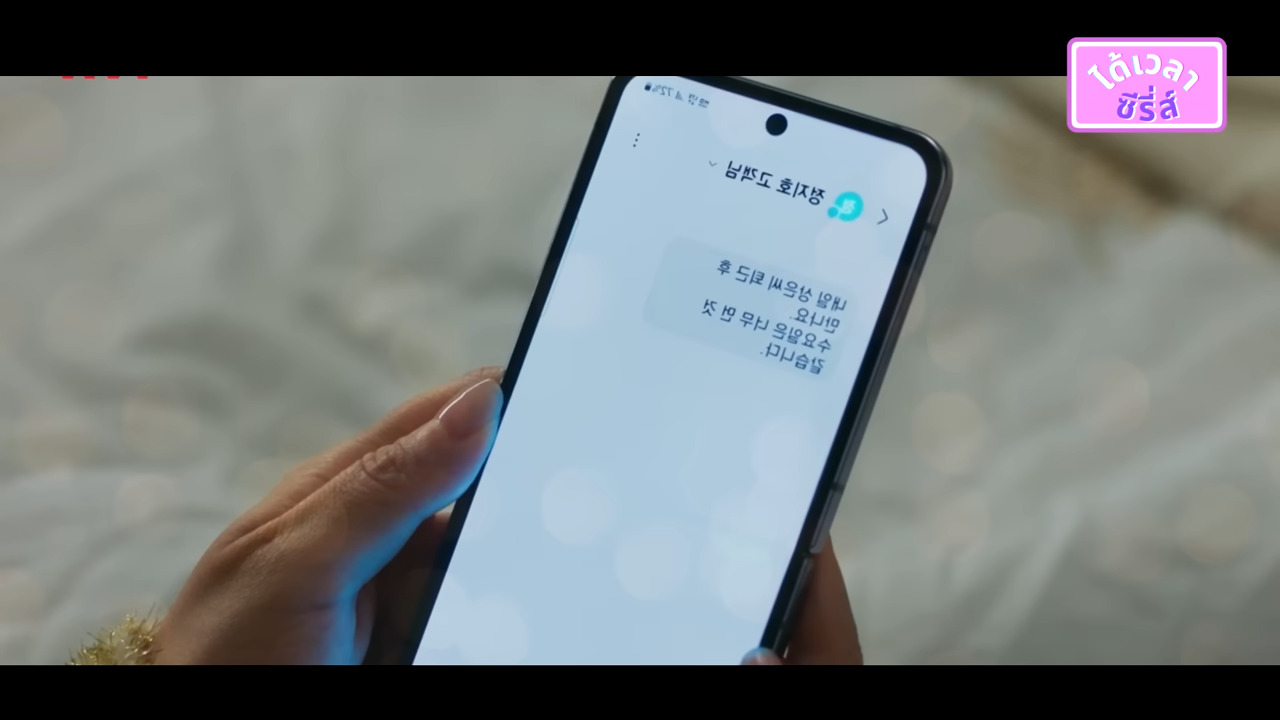 ได้เวลา
ซีรี่ส์
72%
정지호 고객님
내일 상은씨 퇴근 후
만나요.
수요일은 너무 먼 것
같습니다.